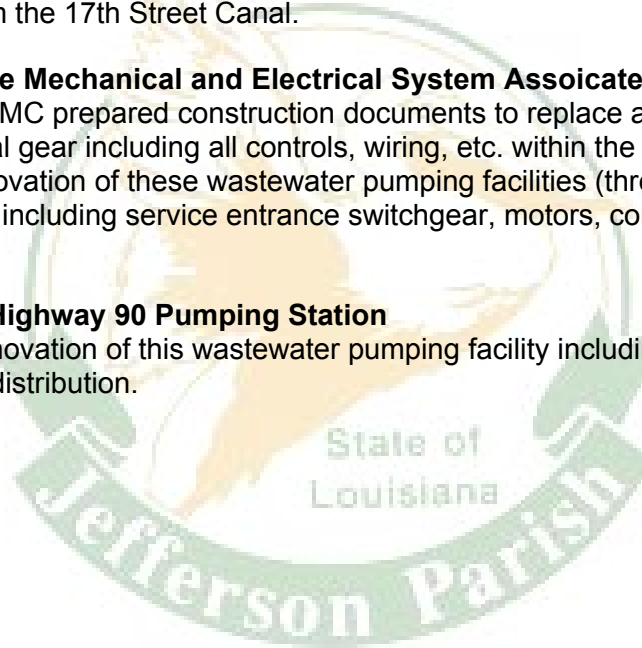 n the 17th Street Canal.
e Mechanical and Electrical System Assoicate
MC prepared construction documents to replace a
al gear including all controls, wiring, etc. within the
ovation of these wastewater pumping facilities (thre
including service entrance switchgear, motors, co
Highway 90 Pumping Station
novation of this wastewater pumping facility includi
distribution.
State of
Louisiana
Jefferson Parish